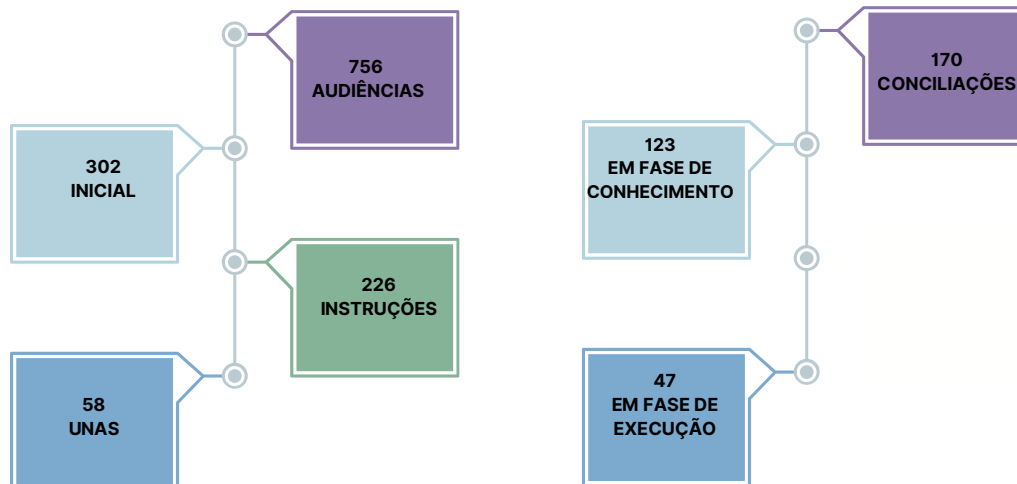 756
AUDIÊNCIAS
302
INICIAL
226
INSTRUÇÕES
58
UNAS
170
CONCILIAÇÕES
123
EM FASE DE
CONHECIMENTO
47
EM FASE DE
EXECUÇÃO